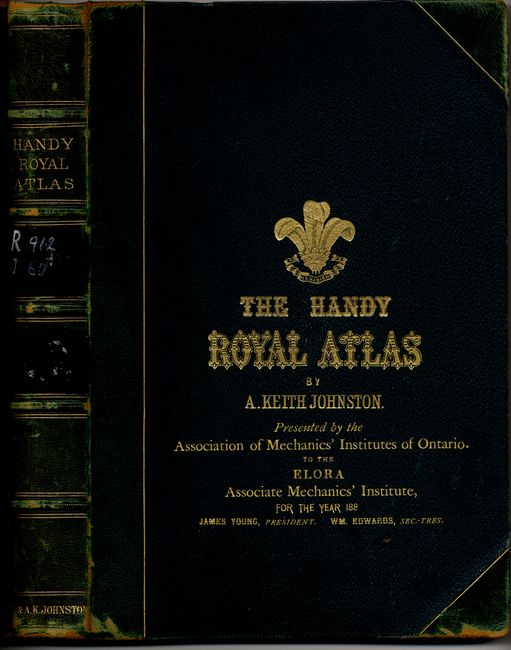 HANDY
ROYAL
ATLAS
R 912
& A.K. JOHNSTON
THE HANDY
ROYAL ATLAS
BY
A. KEITH JOHNSTON.
Presented by the
Association of Mechanics' Institutes of Ontario.
TO THE
ELORA
Associate Mechanics' Institute,
FOR THE YEAR 188
JAMES YOUNG, PRESIDENT. WM. EDWARDS, SEC.-TRES.